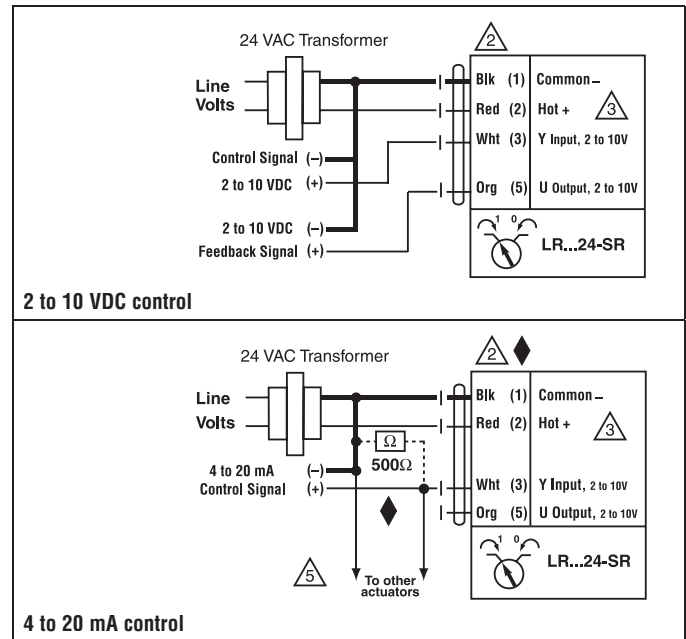 24 VAC Transformer
2
Line
Volts
Blk (1) Common –
Red (2) Hot +
3
Wht (3) Y Input, 2 to 10V
Control Signal (–)
2 to 10 VDC (+)
Org (5) U Output, 2 to 10V
2 to 10 VDC (–)
Feedback Signal (+)
1 0
LR...24-SR
2 to 10 VDC control
24 VAC Transformer
2
Line
Volts
Blk (1) Common –
Red (2) Hot +
3
Ω
500Ω
4 to 20 mA (–)
Control Signal (+)
Wht (3) Y Input, 2 to 10V
Org (5) U Output, 2 to 10V
5
To other
actuators
1 0
LR...24-SR
4 to 20 mA control